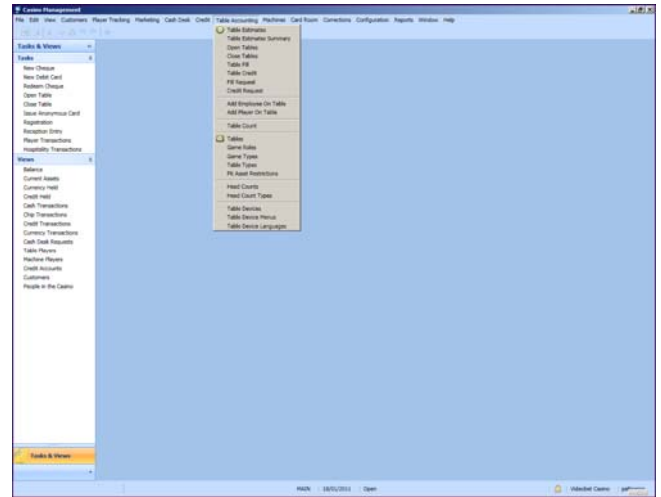 Casino Management
File Edit View Customers Player Tracking Marketing Cash Desk Credit Table Accounting Machines Card Room Corrections Configuration Reports Window Help
Tasks & Views
Tasks
New Cheque
New Debit Card
Redeem Cheque
Open Table
Close Table
Issue Anonymous Card
Registration
Reception Entry
Player Transactions
Hospitality Transactions
Views
Balance
Current Assets
Currency Held
Credit Held
Cash Transactions
Chip Transactions
Credit Transactions
Currency Transactions
Cash Desk Requests
Table Players
Machine Players
Credit Accounts
Customers
People in the Casino
Tasks & Views
Table Estimates
Table Estimates Summary
Open Tables
Close Tables
Table Fill
Table Credit
Fill Request
Credit Request
Add Employee On Table
Add Player On Table
Table Count
Tables
Game Roles
Game Types
Table Types
Pit Asset Restrictions
Head Counts
Head Count Types
Table Devices
Table Device Menus
Table Device Languages
MAIN 18/01/2011 Open
Videobet Casino